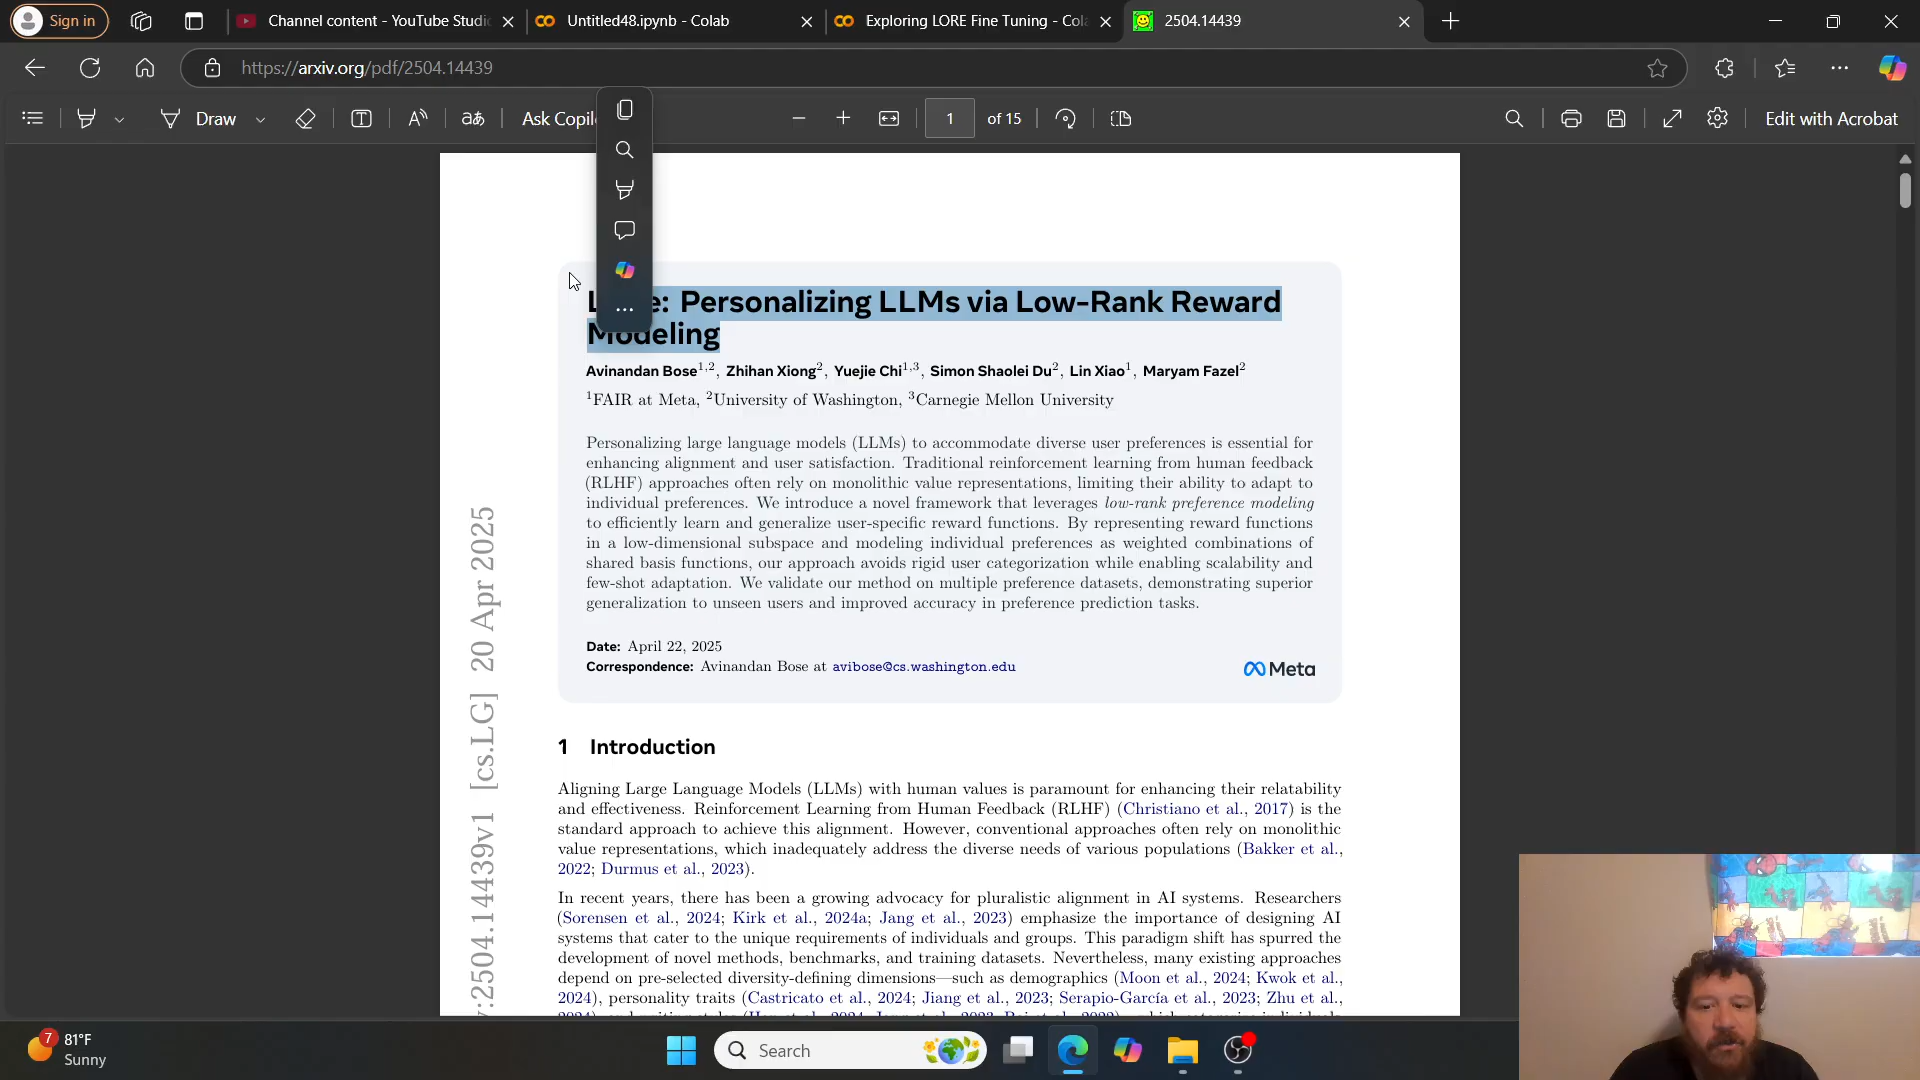 Sign in
Channel content - YouTube Studio
Untitled48.ipynb - Colab
Exploring LORE Fine Tuning - Cola
2504.14439
https://arxiv.org/pdf/2504.14439
Draw
aあ
Ask Copil
1
of 15
Edit with Acrobat
L e: Personalizing LLMs via Low-Rank Reward
Modeling
Avinandan Bose1,2, Zhihan Xiong2, Yuejie Chi1,3, Simon Shaolei Du2, Lin Xiao1, Maryam Fazel2
1FAIR at Meta, 2University of Washington, 3Carnegie Mellon University
Personalizing large language models (LLMs) to accommodate diverse user preferences is essential for
enhancing alignment and user satisfaction. Traditional reinforcement learning from human feedback
(RLHF) approaches often rely on monolithic value representations, limiting their ability to adapt to
individual preferences. We introduce a novel framework that leverages low-rank preference modeling
to efficiently learn and generalize user-specific reward functions. By representing reward functions
in a low-dimensional subspace and modeling individual preferences as weighted combinations of
shared basis functions, our approach avoids rigid user categorization while enabling scalability and
few-shot adaptation. We validate our method on multiple preference datasets, demonstrating superior
generalization to unseen users and improved accuracy in preference prediction tasks.
Date: April 22, 2025
Correspondence: Avinandan Bose at avibose@cs.washington.edu
Meta
v:2504.14439v1 [cs.LG] 20 Apr 2025
1 Introduction
Aligning Large Language Models (LLMs) with human values is paramount for enhancing their relatability
and effectiveness. Reinforcement Learning from Human Feedback (RLHF) (Christiano et al., 2017) is the
standard approach to achieve this alignment. However, conventional approaches often rely on monolithic
value representations, which inadequately address the diverse needs of various populations (Bakker et al.,
2022; Durmus et al., 2023).
In recent years, there has been a growing advocacy for pluralistic alignment in AI systems. Researchers
(Sorensen et al., 2024; Kirk et al., 2024a; Jang et al., 2023) emphasize the importance of designing AI
systems that cater to the unique requirements of individuals and groups. This paradigm shift has spurred the
development of novel methods, benchmarks, and training datasets. Nevertheless, many existing approaches
depend on pre-selected diversity-defining dimensions—such as demographics (Moon et al., 2024; Kwok et al.,
2024), personality traits (Castricato et al., 2024; Jiang et al., 2023; Serapio-García et al., 2023; Zhu et al.,
7
81°F
Sunny
Search